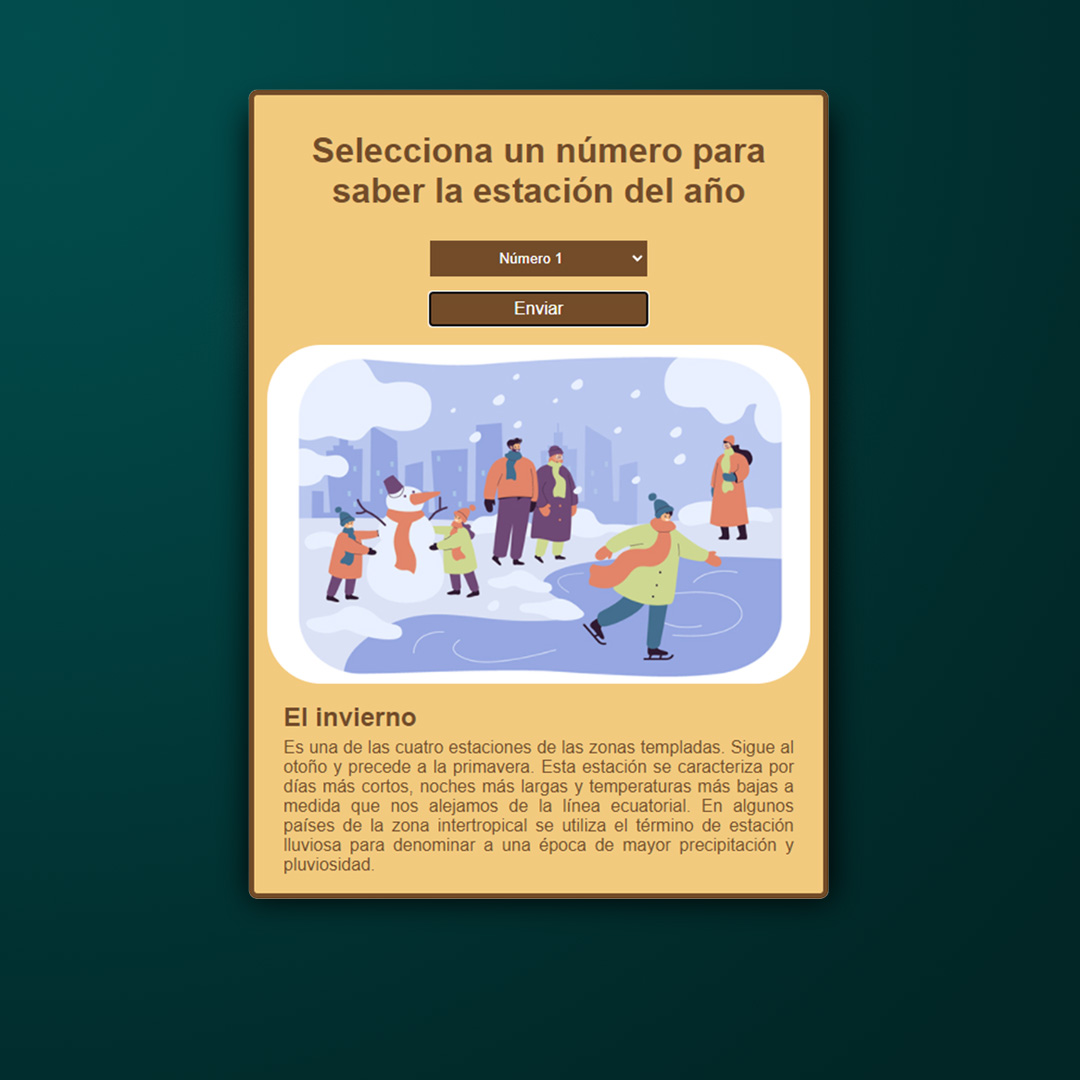 Selecciona un número para
saber la estación del año
Número 1
Enviar
El invierno
Es una de las cuatro estaciones de las zonas templadas. Sigue al
otoño y precede a la primavera. Esta estación se caracteriza por
días más cortos, noches más largas y temperaturas más bajas a
medida que nos alejamos de la línea ecuatorial. En algunos
países de la zona intertropical se utiliza el término de estación
lluviosa para denominar a una época de mayor precipitación y
pluviosidad.